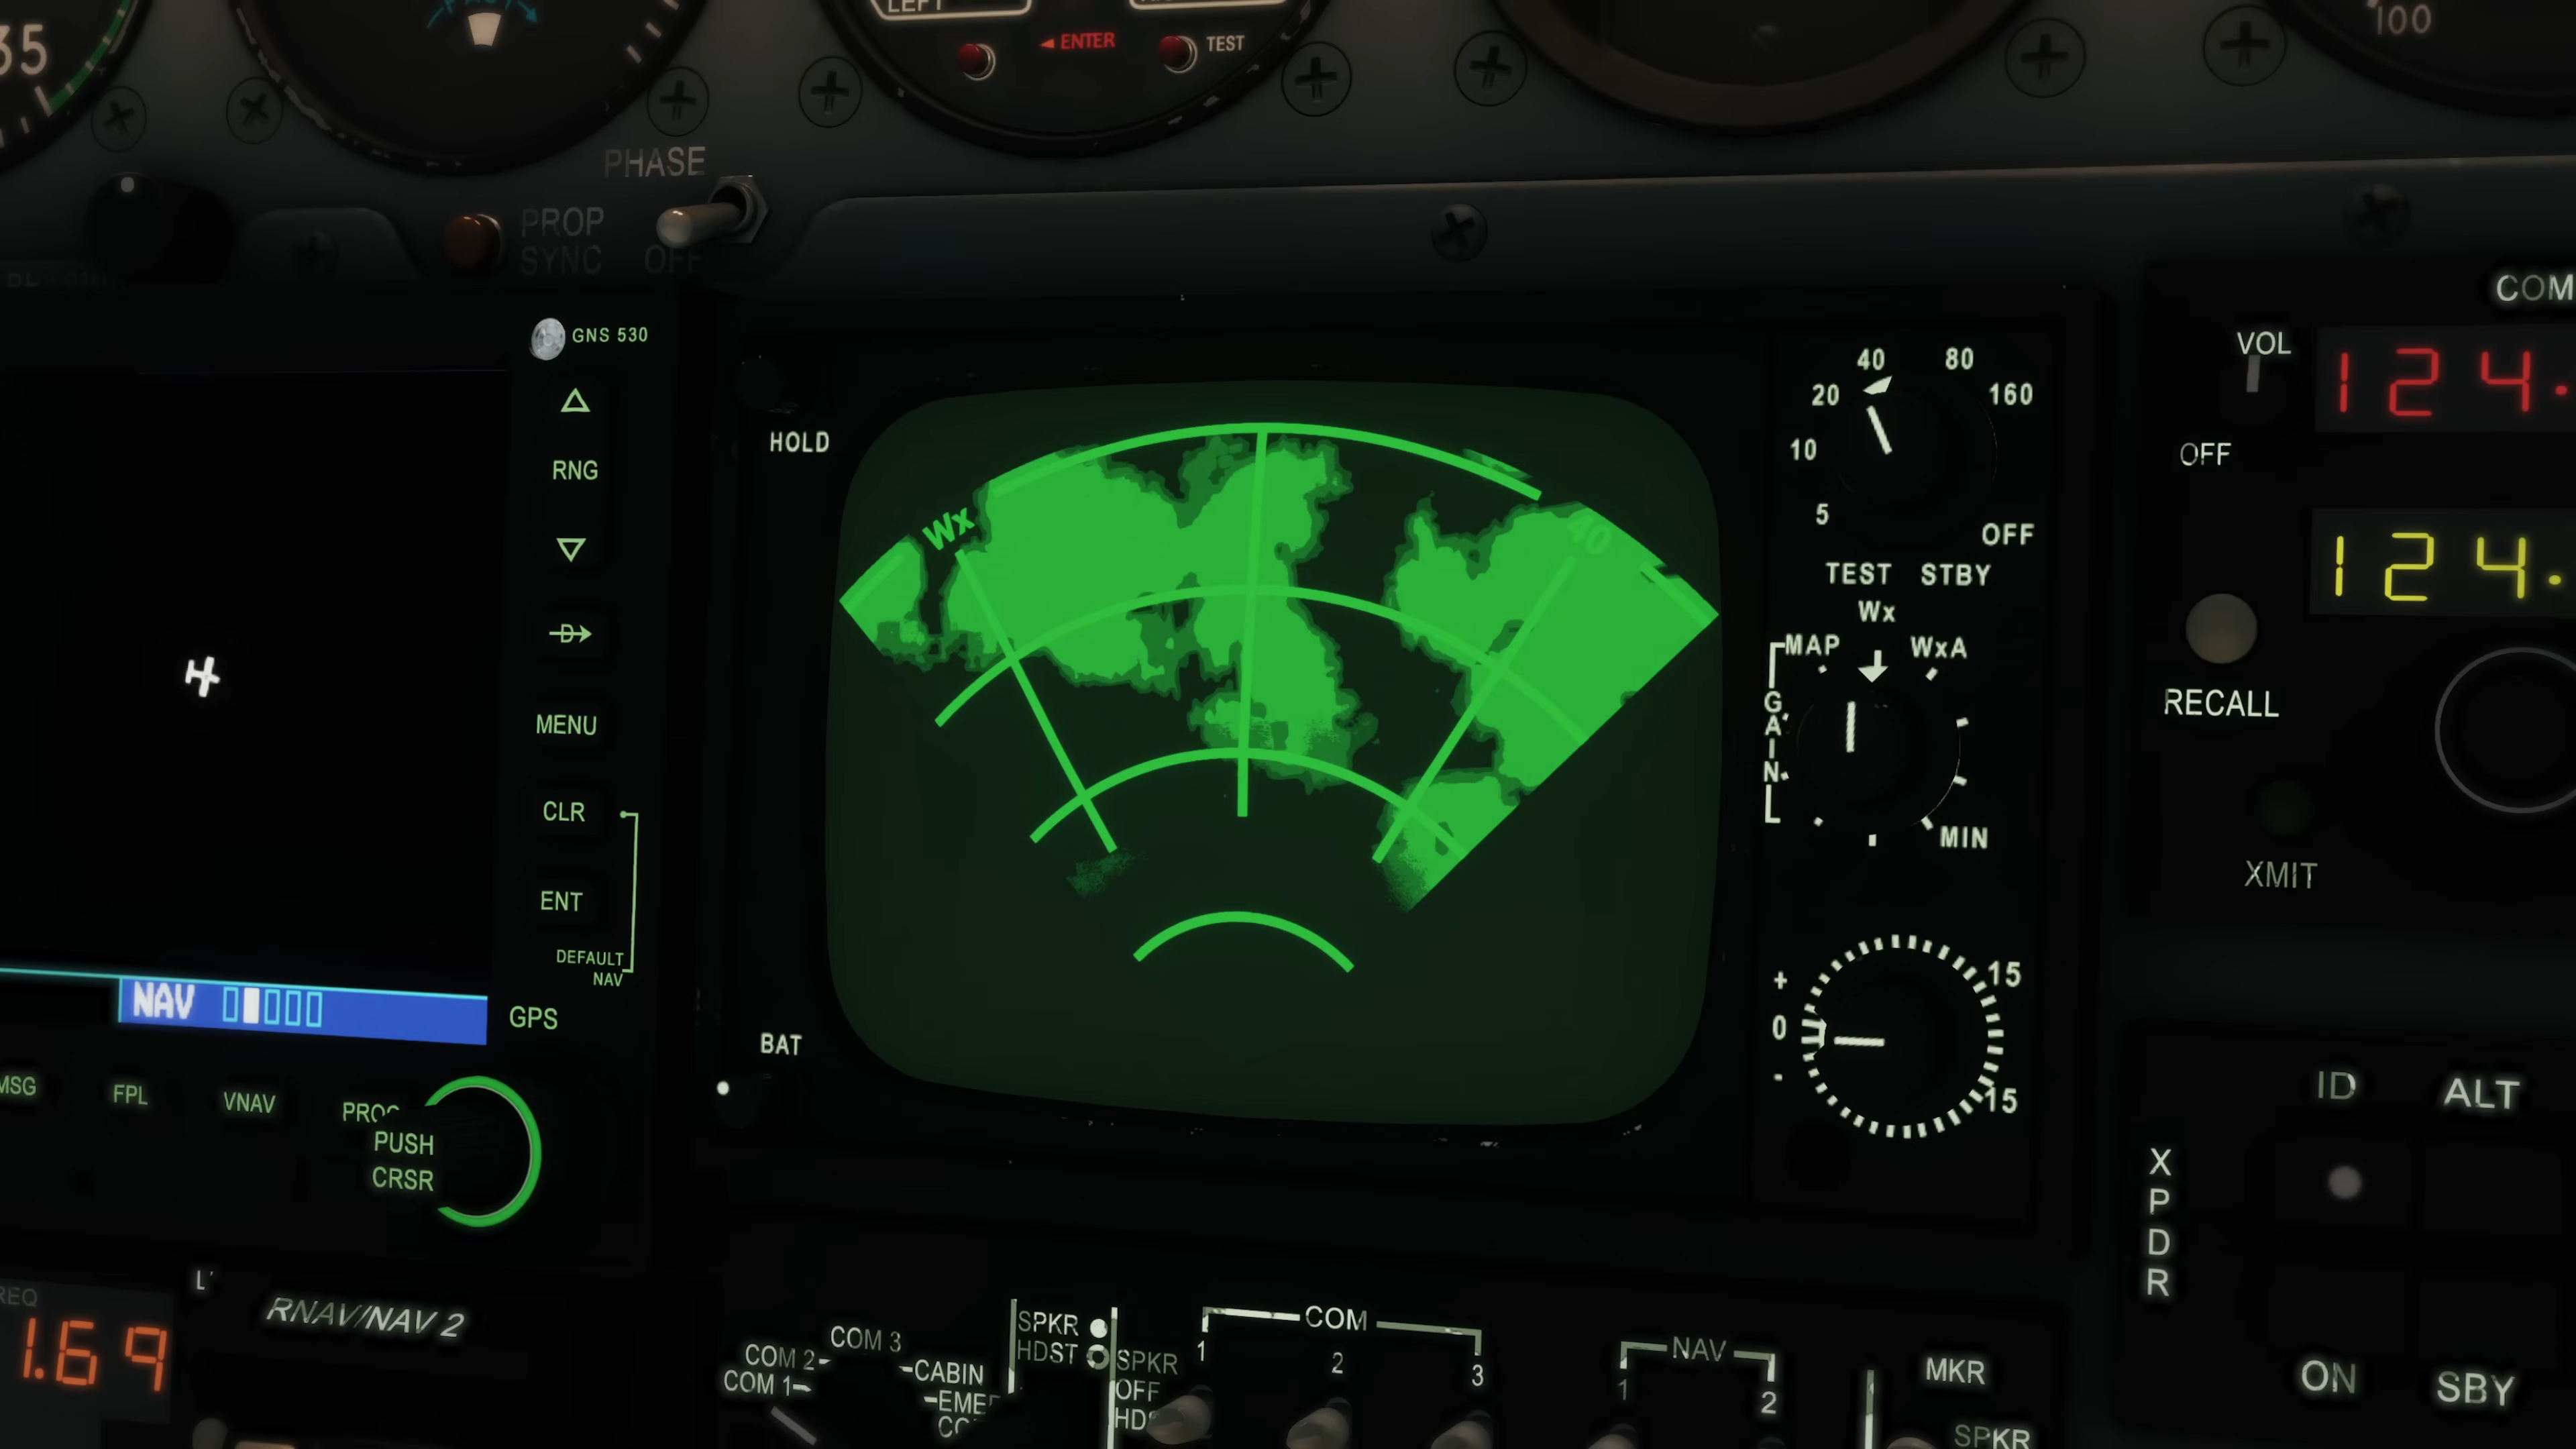 35
LEFT
ENTER
TEST
100
PHASE
PROP
SYNC
OFF
GNS 530
RNG
MENU
CLR
ENT
DEFAULT
NAV
NAV
GPS
MSG
FPL
VNAV
PROC
PUSH
CRSR
HOLD
BAT
Wx
40
5
10
20
40
80
160
OFF
TEST
STBY
MAP
Wx
WxA
GAIN
MIN
+
0
-
15
15
COM
VOL
124.
OFF
124.
RECALL
XMIT
ID
ALT
XPDR
ON
SBY
1.69
RNAV/NAV 2
COM 1
COM 2
COM 3
CABIN
SPKR
HDST
SPKR
OFF
COM
1
2
3
NAV
1
2
MKR
SPKR